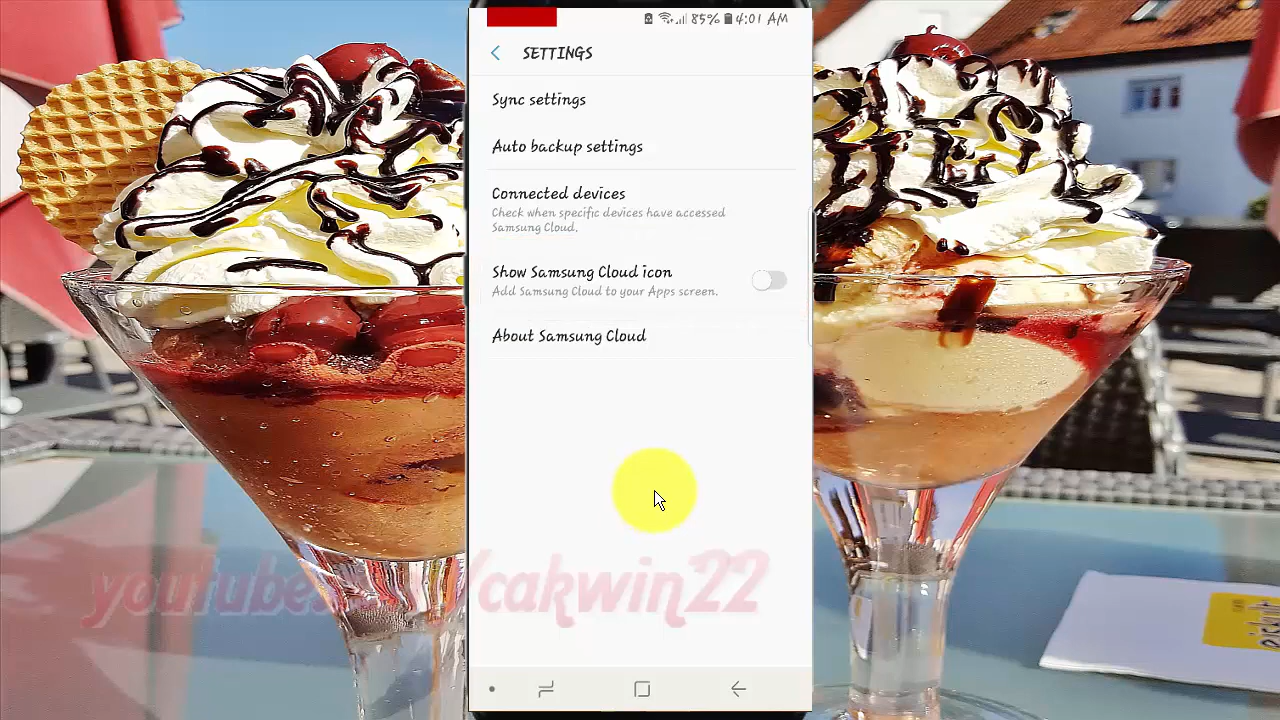 85% 4:01 AM
SETTINGS
Sync settings
Auto backup settings
Connected devices
Check when specific devices have accessed
Samsung Cloud.
Show Samsung Cloud icon
Add Samsung Cloud to your Apps screen.
About Samsung Cloud
/cakwin22